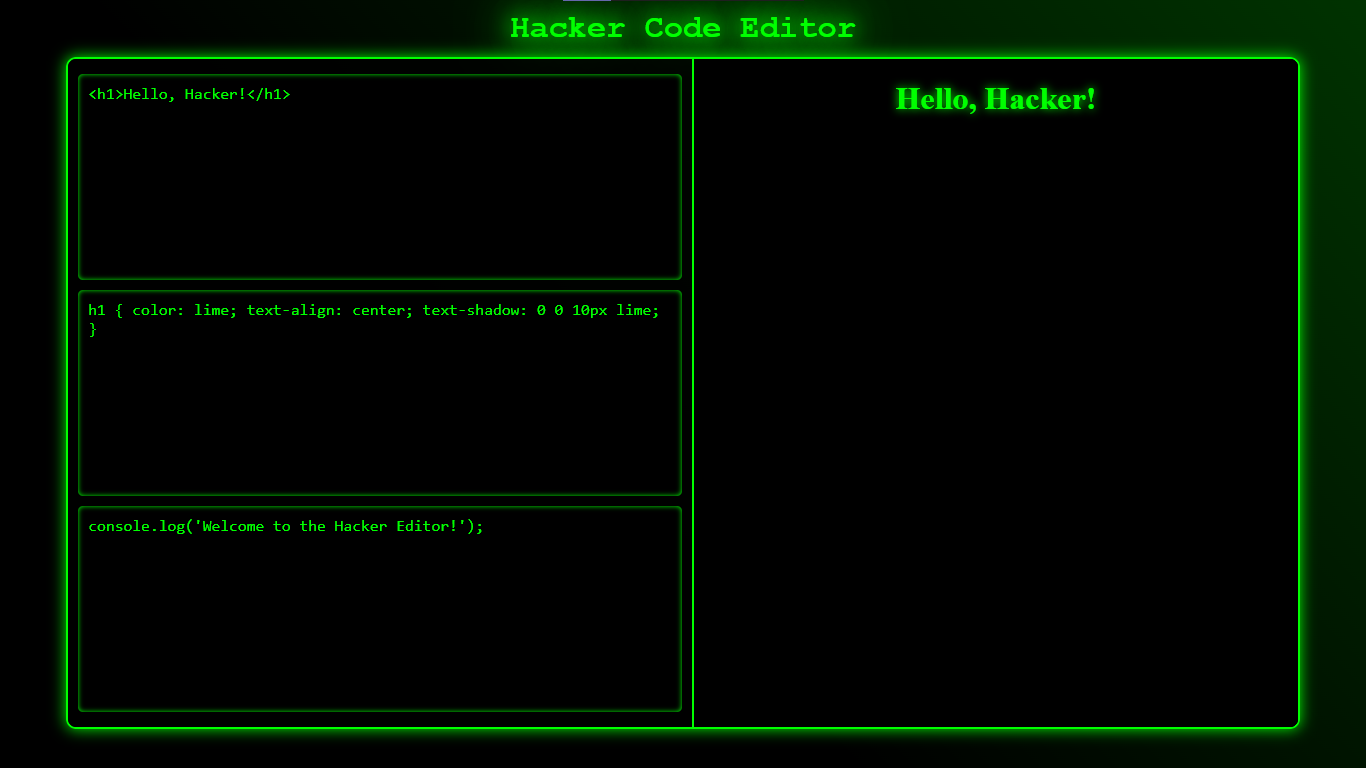 Hacker Code Editor
<h1>Hello, Hacker!</h1>
h1 { color: lime; text-align: center; text-shadow: 0 0 10px lime;
}
console.log('Welcome to the Hacker Editor!');
Hello, Hacker!